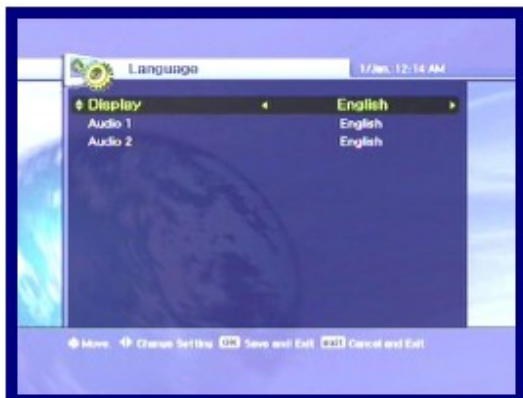 Language 1/Jan, 12:14 AM
Display English
Audio 1 English
Audio 2 English
Move Change Setting OK Save and Exit exit Cancel and Exit